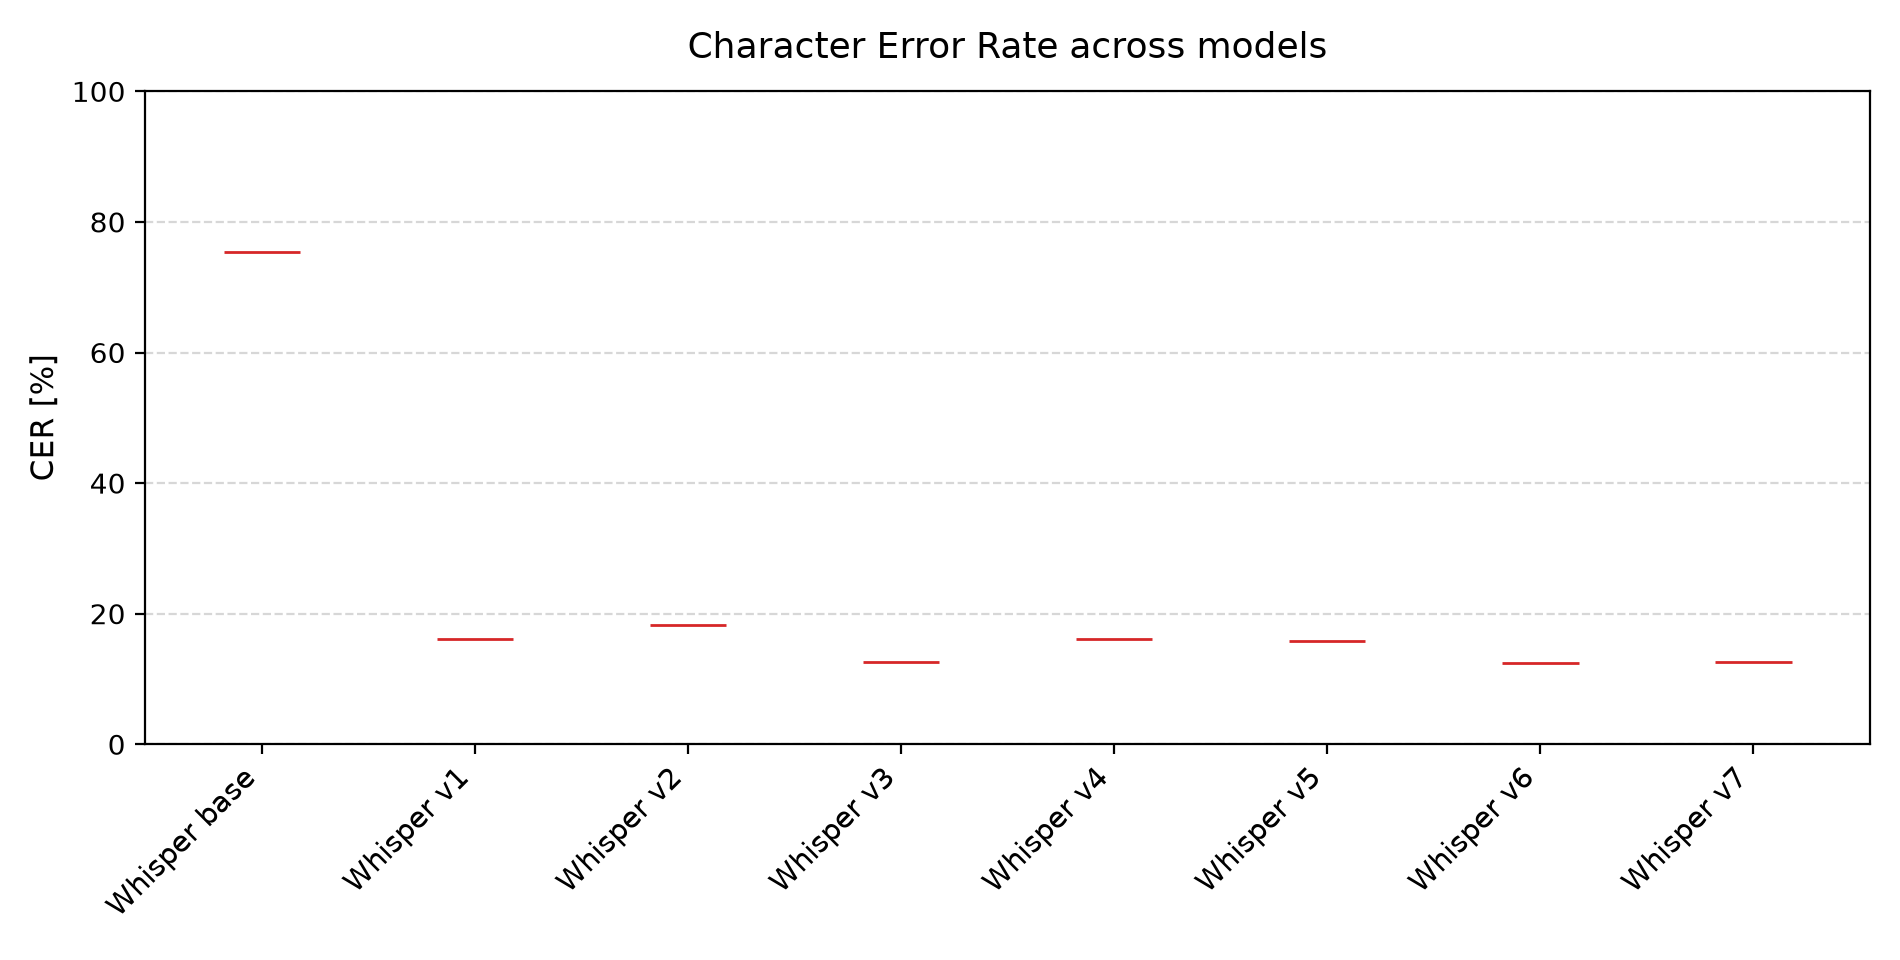 Character Error Rate across models
100
80
60
40
20
0
CER [%]
Whisper base
Whisper v1
Whisper v2
Whisper v3
Whisper v4
Whisper v5
Whisper v6
Whisper v7